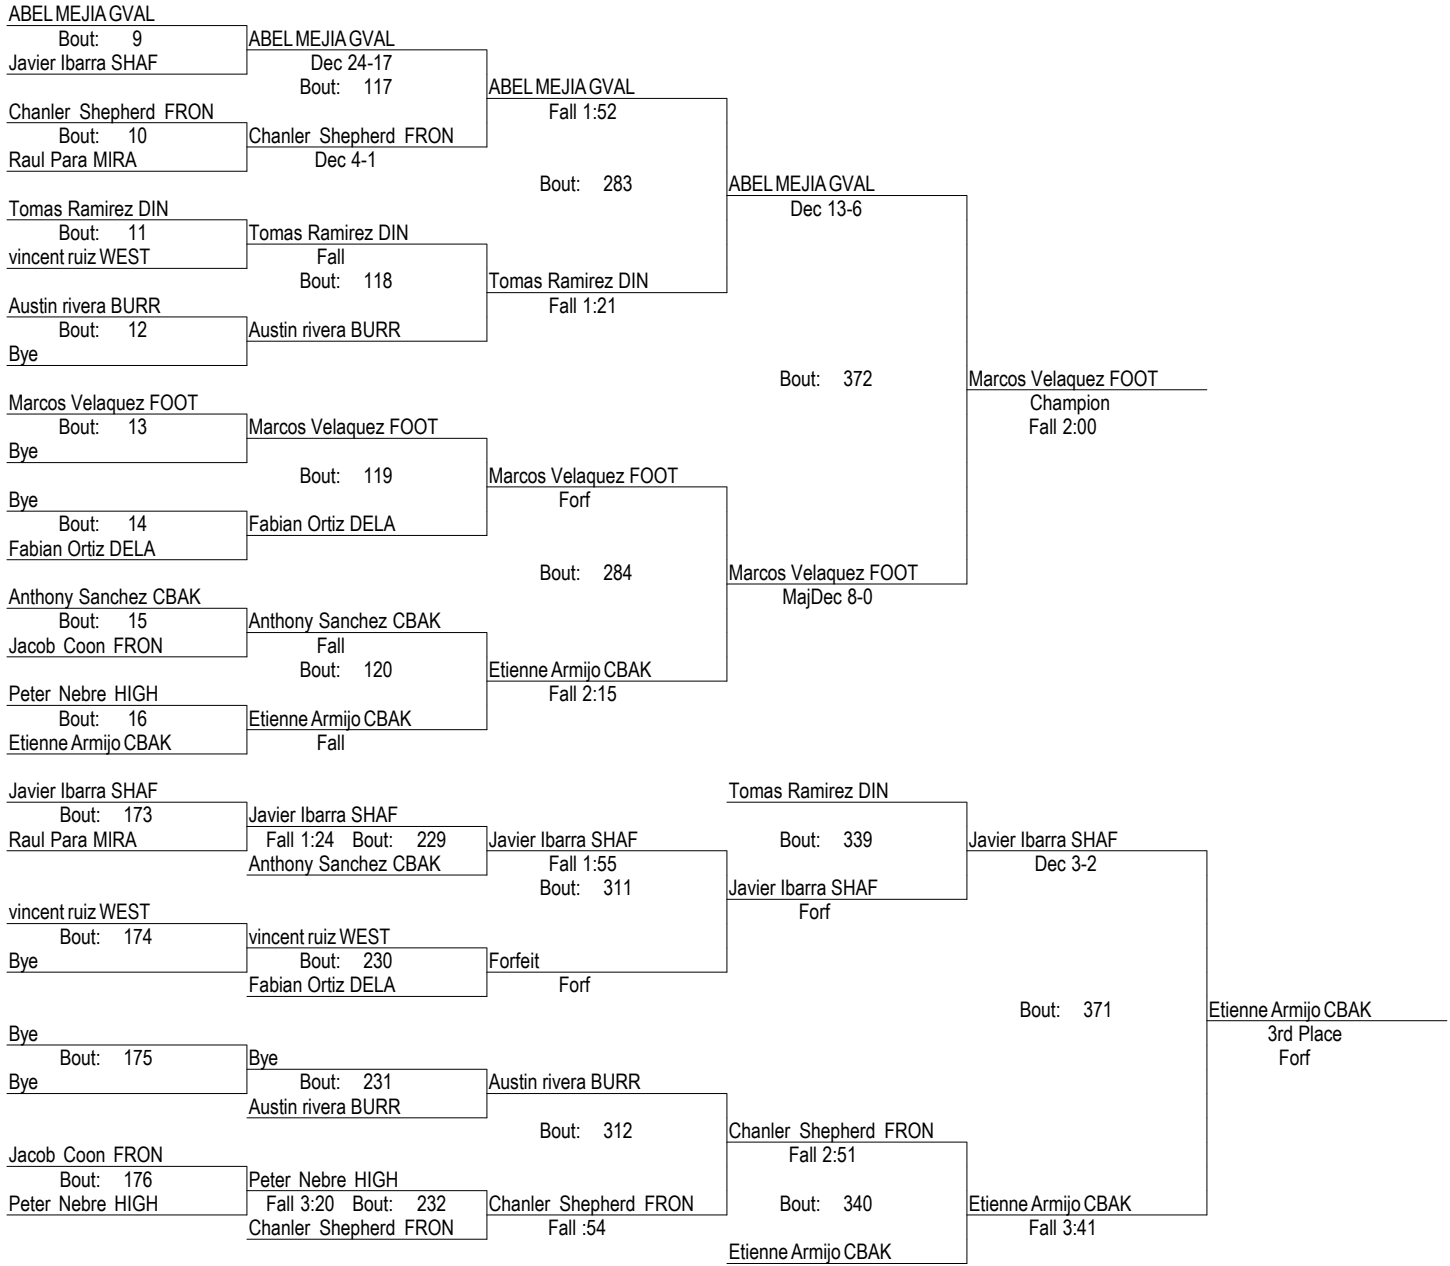 ABEL MEJIA GVAL
Bout: 9
ABEL MEJIA GVAL
Javier Ibarra SHAF
Dec 24-17
Bout: 117
ABEL MEJIA GVAL
Chanler Shepherd FRON
Fall 1:52
Bout: 10
Chanler Shepherd FRON
Raul Para MIRA
Dec 4-1
Bout: 283
ABEL MEJIA GVAL
Tomas Ramirez DIN
Dec 13-6
Bout: 11
Tomas Ramirez DIN
vincent ruiz WEST
Fall
Bout: 118
Tomas Ramirez DIN
Austin rivera BURR
Fall 1:21
Bout: 12
Austin rivera BURR
Bye
Bout: 372
Marcos Velaquez FOOT
Marcos Velaquez FOOT
Champion
Bout: 13
Marcos Velaquez FOOT
Fall 2:00
Bye
Bout: 119
Marcos Velaquez FOOT
Bye
Forf
Bout: 14
Fabian Ortiz DELA
Fabian Ortiz DELA
Bout: 284
Marcos Velaquez FOOT
Anthony Sanchez CBAK
MajDec 8-0
Bout: 15
Anthony Sanchez CBAK
Jacob Coon FRON
Fall
Bout: 120
Etienne Armijo CBAK
Peter Nebre HIGH
Fall 2:15
Bout: 16
Etienne Armijo CBAK
Etienne Armijo CBAK
Fall
Javier Ibarra SHAF
Tomas Ramirez DIN
Bout: 173
Javier Ibarra SHAF
Raul Para MIRA
Fall 1:24 Bout: 229
Javier Ibarra SHAF
Bout: 339
Javier Ibarra SHAF
Anthony Sanchez CBAK
Fall 1:55
Dec 3-2
Bout: 311
Javier Ibarra SHAF
vincent ruiz WEST
Forf
Bout: 174
vincent ruiz WEST
Bye
Bout: 230
Forfeit
Fabian Ortiz DELA
Forf
Bout: 371
Etienne Armijo CBAK
Bye
3rd Place
Bout: 175
Bye
Forf
Bye
Bout: 231
Austin rivera BURR
Austin rivera BURR
Bout: 312
Chanler Shepherd FRON
Jacob Coon FRON
Fall 2:51
Bout: 176
Peter Nebre HIGH
Peter Nebre HIGH
Fall 3:20 Bout: 232
Chanler Shepherd FRON
Bout: 340
Etienne Armijo CBAK
Chanler Shepherd FRON
Fall :54
Fall 3:41
Etienne Armijo CBAK